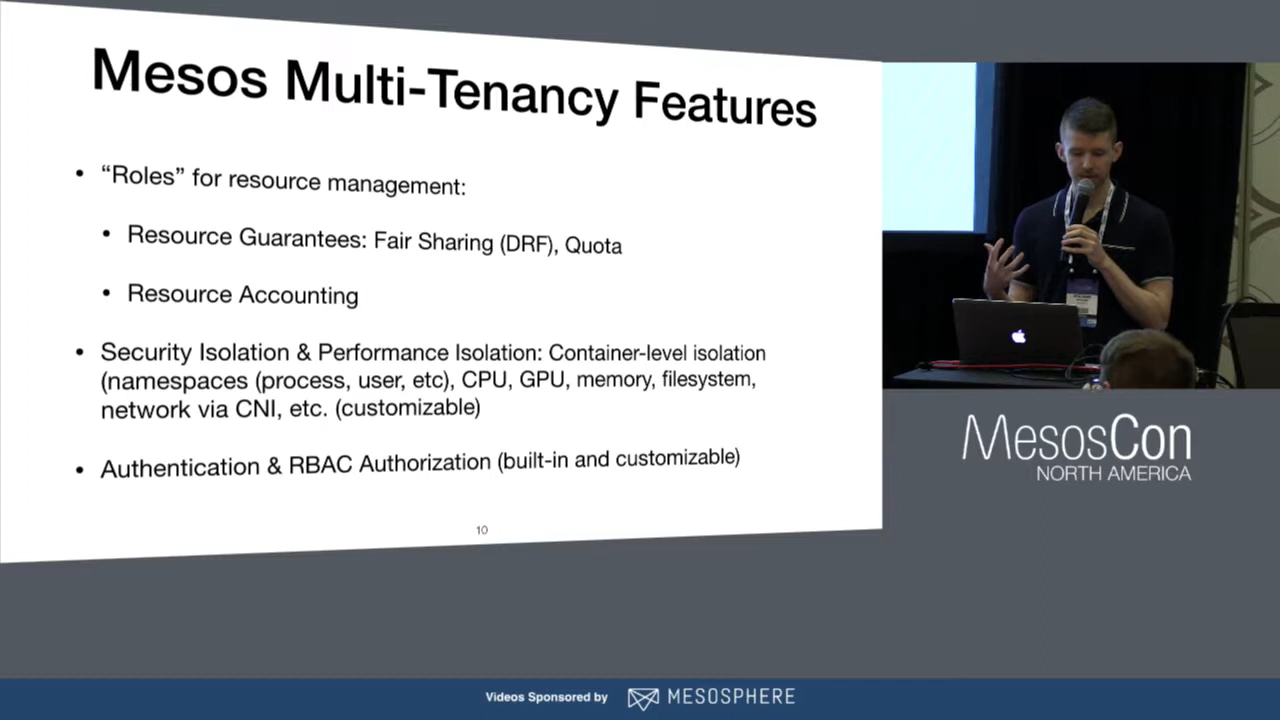 Mesos Multi-Tenancy Features
• “Roles” for resource management:
• Resource Guarantees: Fair Sharing (DRF), Quota
• Resource Accounting
• Security Isolation & Performance Isolation: Container-level isolation
(namespaces (process, user, etc), CPU, GPU, memory, filesystem,
network via CNI, etc. (customizable)
• Authentication & RBAC Authorization (built-in and customizable)
10
MesosCon
NORTH AMERICA
Videos Sponsored by MESOSPHERE